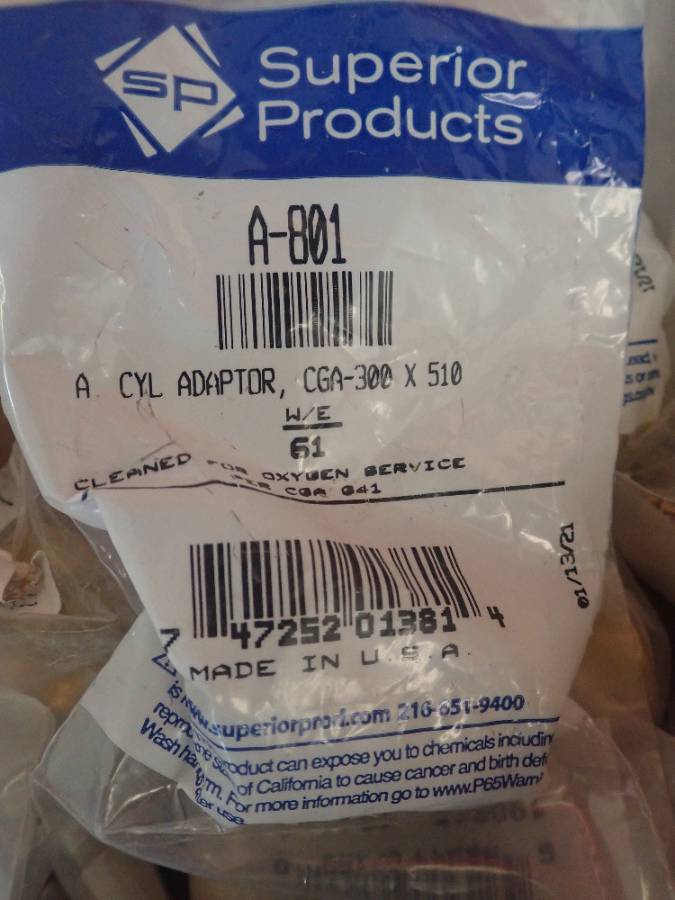 SP
Superior
Products
A-801
A CYL ADAPTOR, CGA-300 X 510
W/E
61
CLEANED FOR OXYGEN SERVICE
PER CGA G41
01/13/21
7 47252 01381 4
MADE IN U.S.A.
www.superiorprod.com 216-651-9400
product can expose you to chemicals including
of California to cause cancer and birth def
For more information go to www.P65Warni